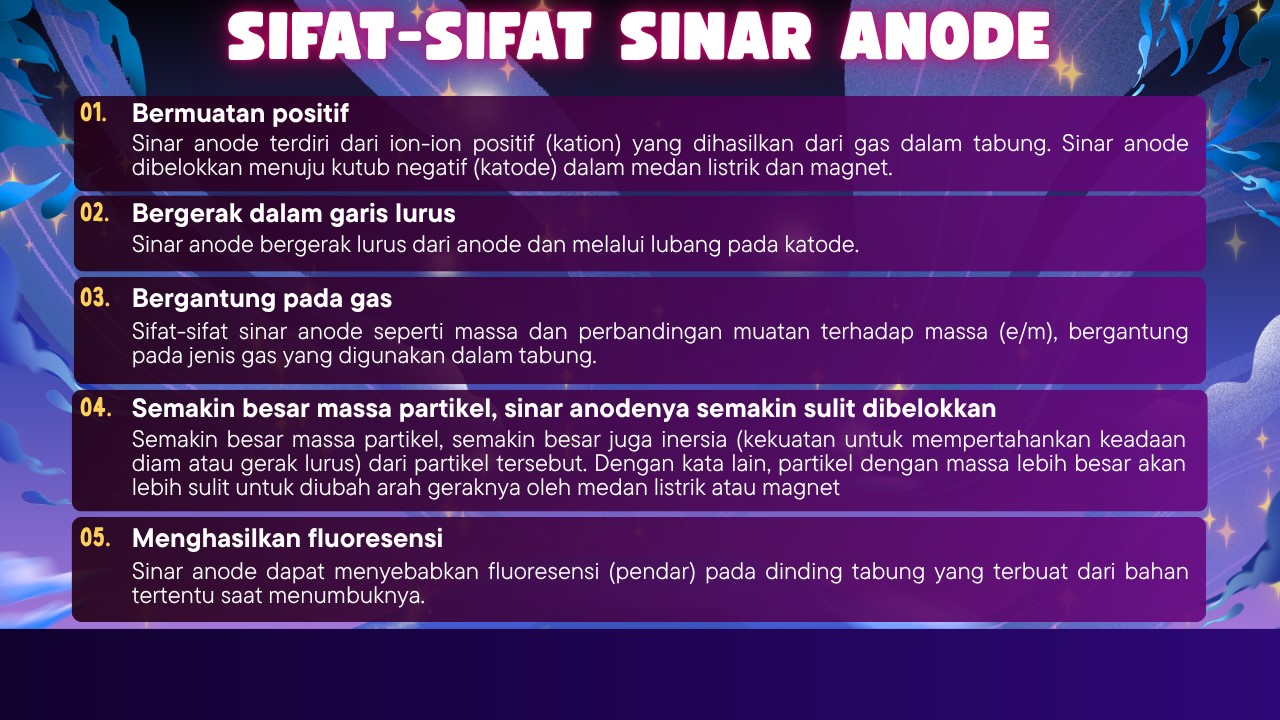 SIFAT-SIFAT SINAR ANODE
01. Bermuatan positif
Sinar anode terdiri dari ion-ion positif (kation) yang dihasilkan dari gas dalam tabung. Sinar anode
dibelokkan menuju kutub negatif (katode) dalam medan listrik dan magnet.
02. Bergerak dalam garis lurus
Sinar anode bergerak lurus dari anode dan melalui lubang pada katode.
03. Bergantung pada gas
Sifat-sifat sinar anode seperti massa dan perbandingan muatan terhadap massa (e/m), bergantung
pada jenis gas yang digunakan dalam tabung.
04. Semakin besar massa partikel, sinar anodenya semakin sulit dibelokkan
Semakin besar massa partikel, semakin besar juga inersia (kekuatan untuk mempertahankan keadaan
diam atau gerak lurus) dari partikel tersebut. Dengan kata lain, partikel dengan massa lebih besar akan
lebih sulit untuk diubah arah geraknya oleh medan listrik atau magnet
05. Menghasilkan fluoresensi
Sinar anode dapat menyebabkan fluoresensi (pendar) pada dinding tabung yang terbuat dari bahan
tertentu saat menumbuknya.